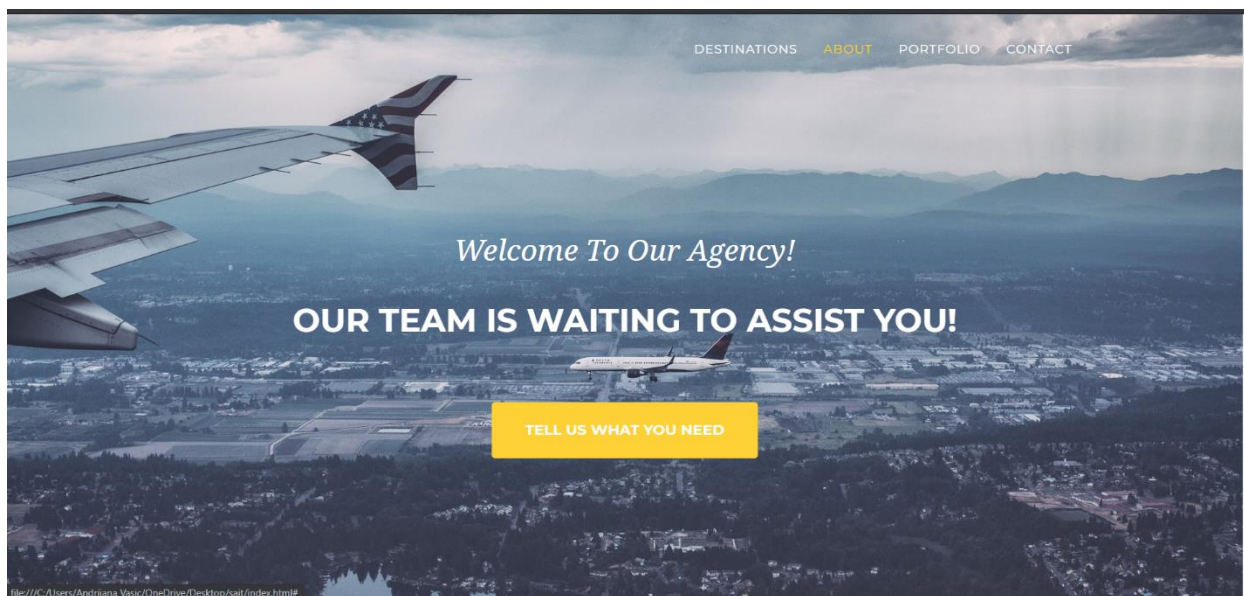 DESTINATIONS ABOUT PORTFOLIO CONTACT
Welcome To Our Agency!
OUR TEAM IS WAITING TO ASSIST YOU!
TELL US WHAT YOU NEED
file:///C:/Users/Andrijana Vasic/OneDrive/Desktop/sait/index.html#